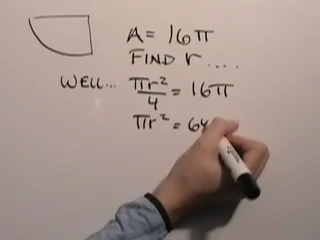 A = 16π
FIND r ....
WELL... πr²/4 = 16π
πr² = 64